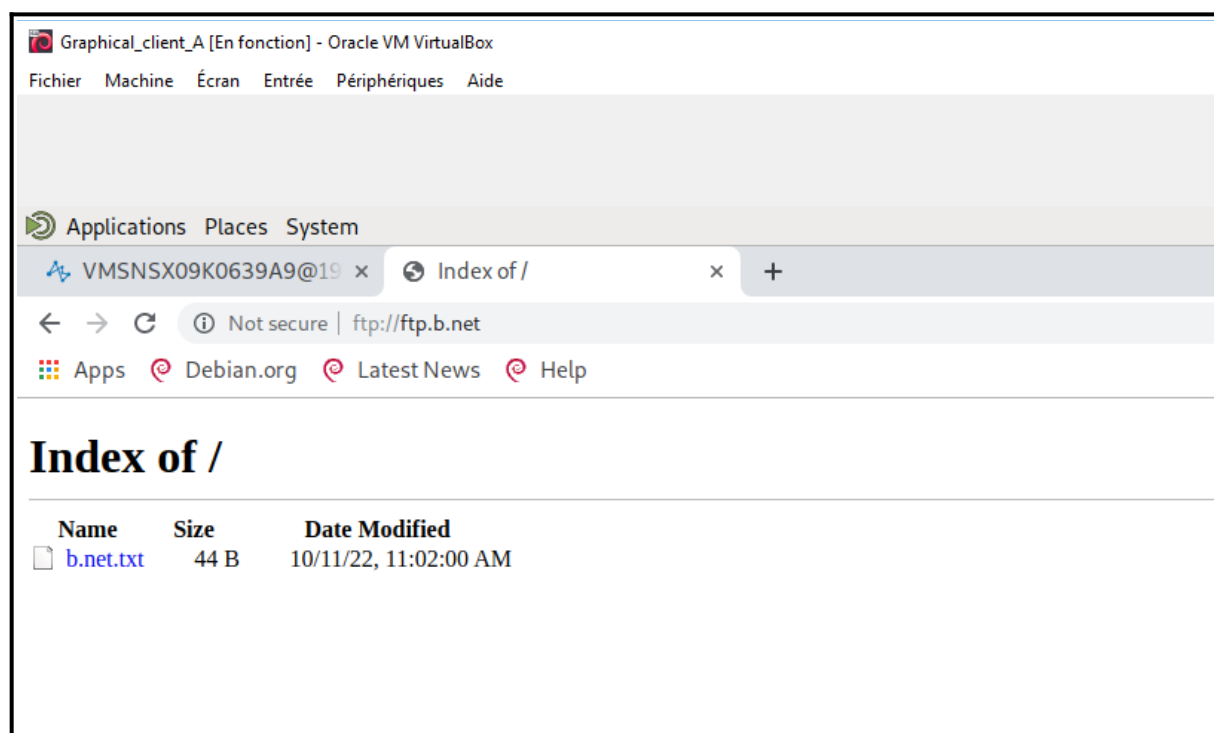 Graphical_client_A [En fonction] - Oracle VM VirtualBox
Fichier Machine Écran Entrée Périphériques Aide
Applications Places System
VMSNSX09K0639A9@19 Index of /
Not secure | ftp://ftp.b.net
Apps Debian.org Latest News Help
Index of /
Name Size Date Modified
b.net.txt 44 B 10/11/22, 11:02:00 AM